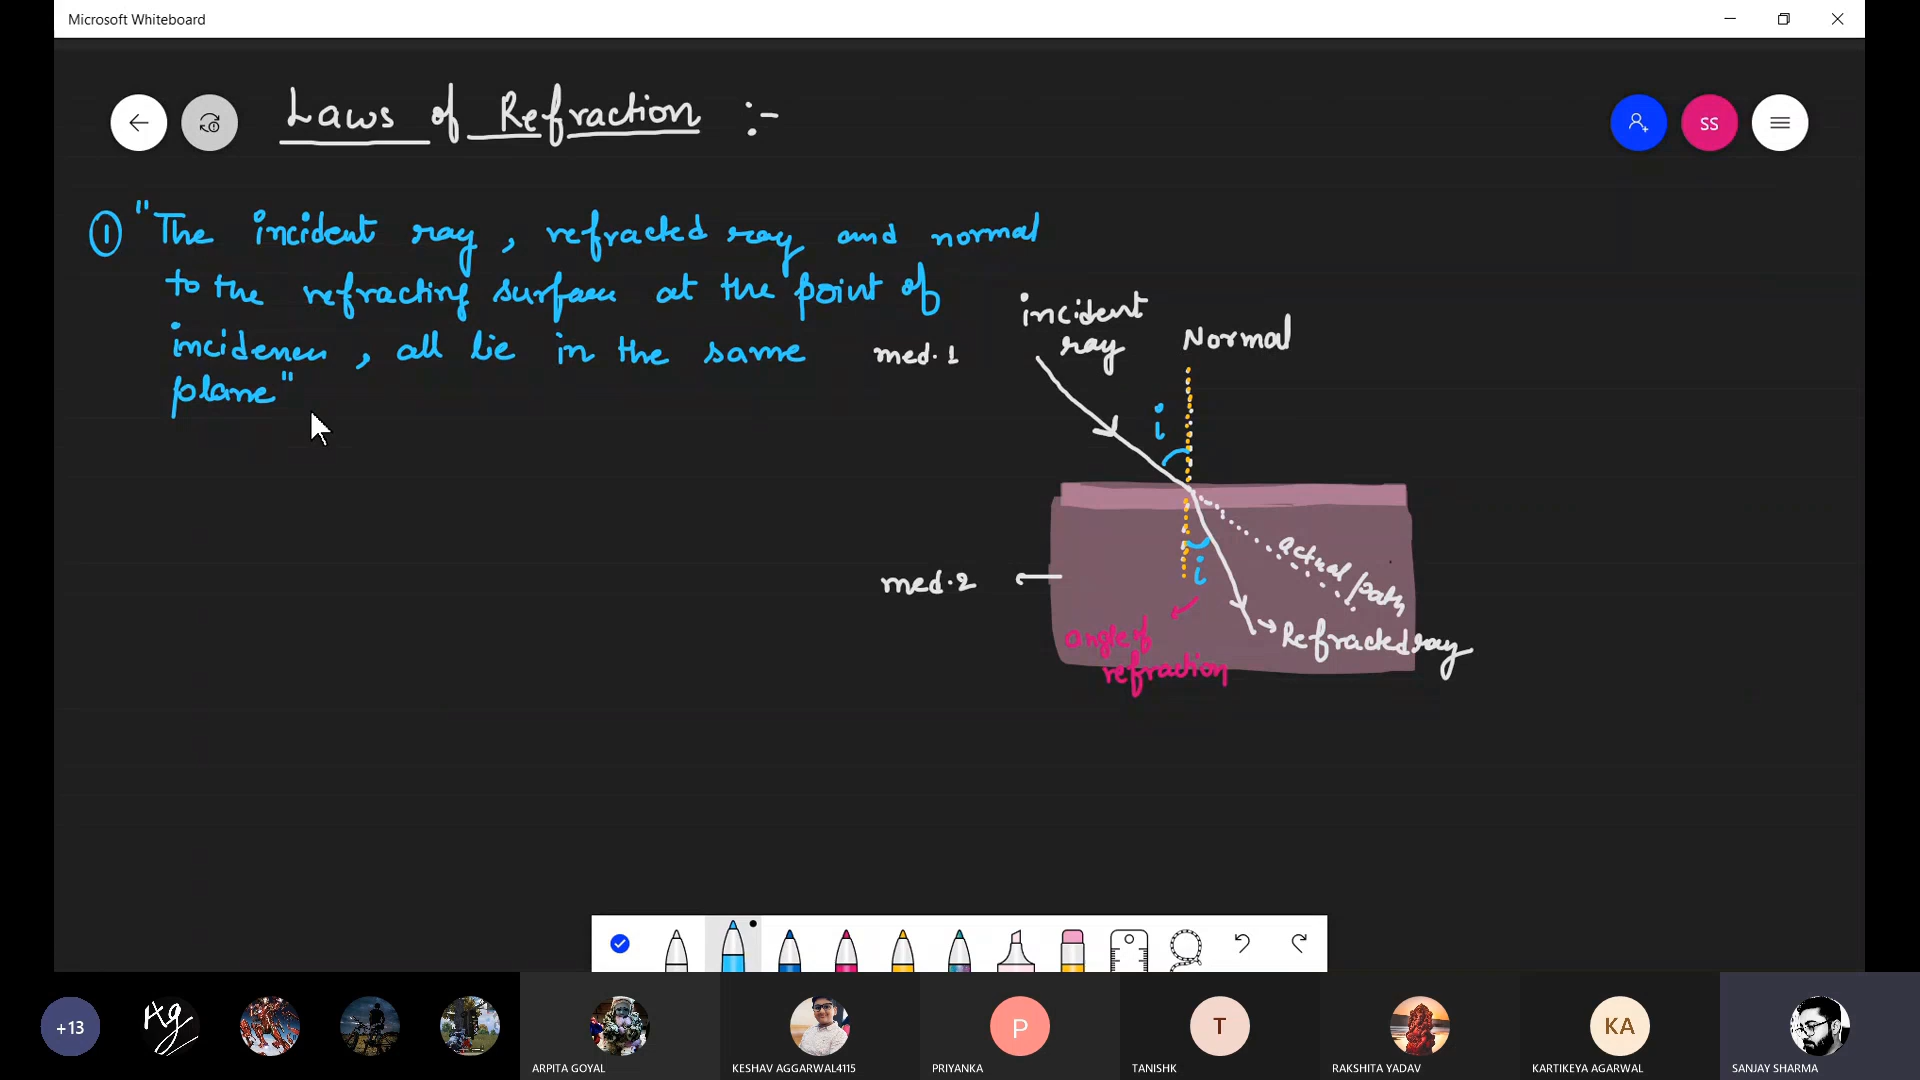 Microsoft Whiteboard
Laws of Refraction :-
SS
① "The incident ray, refracted ray and normal
to the refracting surface at the point of
incidence, all lie in the same
plane"
med. 1
incident
ray
Normal
i
i
actual path
med. 2
Refracted ray
angle of
refraction
+13
Ag
ARPITA GOYAL
KESHAV AGGARWAL4115
P
PRIYANKA
T
TANISHK
RAKSHITA YADAV
KA
KARTIKEYA AGARWAL
SANJAY SHARMA